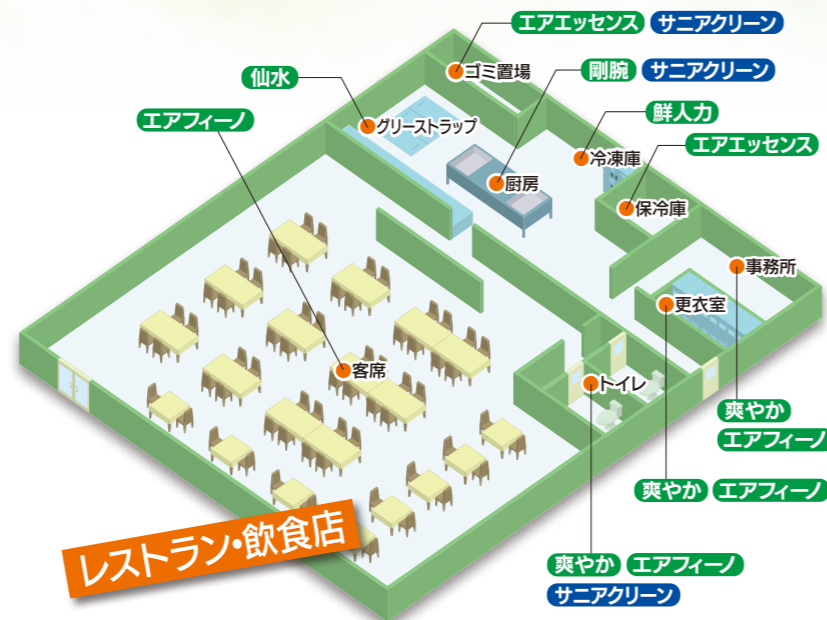 エアエッセンス サニアクリーン
ゴミ置場
仙水
剛腕 サニアクリーン
エアフィーノ
グリーストラップ
鮮人力
冷凍庫
厨房
エアエッセンス
保冷庫
事務所
更衣室
客席
トイレ
爽やか
エアフィーノ
爽やか エアフィーノ
レストラン・飲食店
爽やか エアフィーノ
サニアクリーン